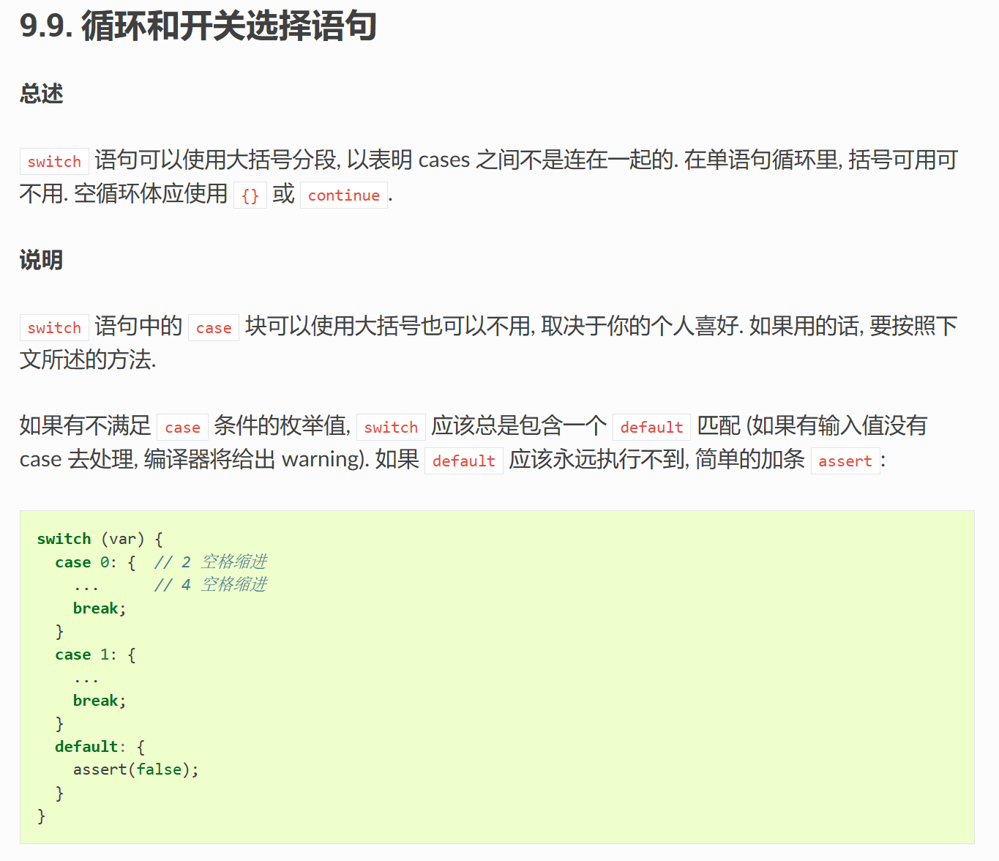 9.9. 循环和开关选择语句
总述
switch 语句可以使用大括号分段, 以表明 cases 之间不是连在一起的. 在单语句循环里, 括号可用可
不用. 空循环体应使用 {} 或 continue.
说明
switch 语句中的 case 块可以使用大括号也可以不用, 取决于你的个人喜好. 如果用的话, 要按照下
文所述的方法.
如果有不满足 case 条件的枚举值, switch 应该总是包含一个 default 匹配 (如果有输入值没有
case 去处理, 编译器将给出 warning). 如果 default 应该永远执行不到, 简单的加条 assert:
switch (var) {
  case 0: {  // 2 空格缩进
    ...      // 4 空格缩进
    break;
  }
  case 1: {
    ...
    break;
  }
  default: {
    assert(false);
  }
}